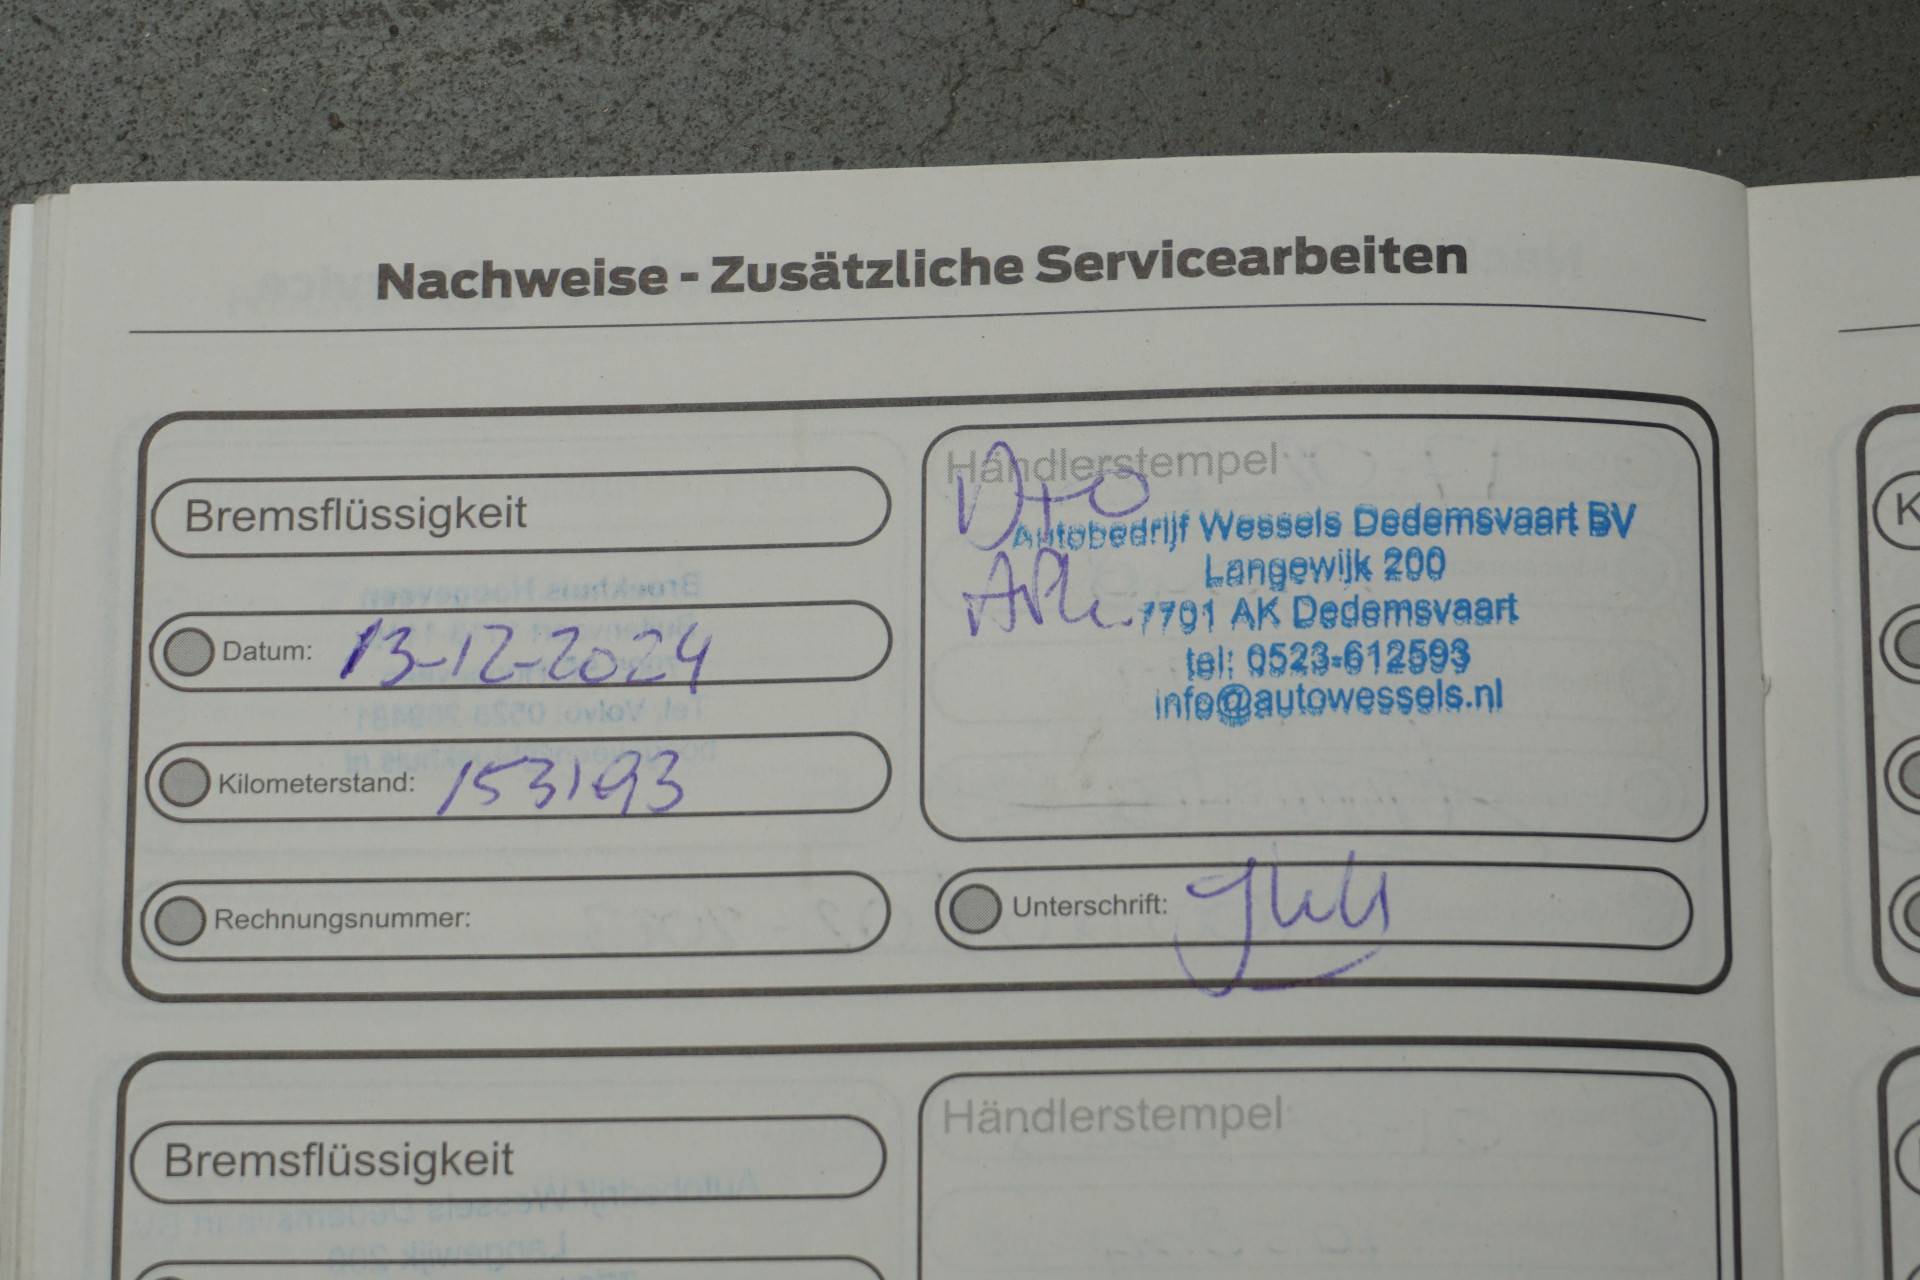 Nachweise - Zusätzliche Servicearbeiten
Bremsflüssigkeit
Datum: 13-12-2024
Kilometerstand: 153193
Rechnungsnummer:
Händlerstempel
Autobedrijf Wessels Dedemsvaart BV
Langewijk 200
7701 AK Dedemsvaart
tel: 0523-612593
info@autowessels.nl
Unterschrift:
Bremsflüssigkeit
Händlerstempel
K